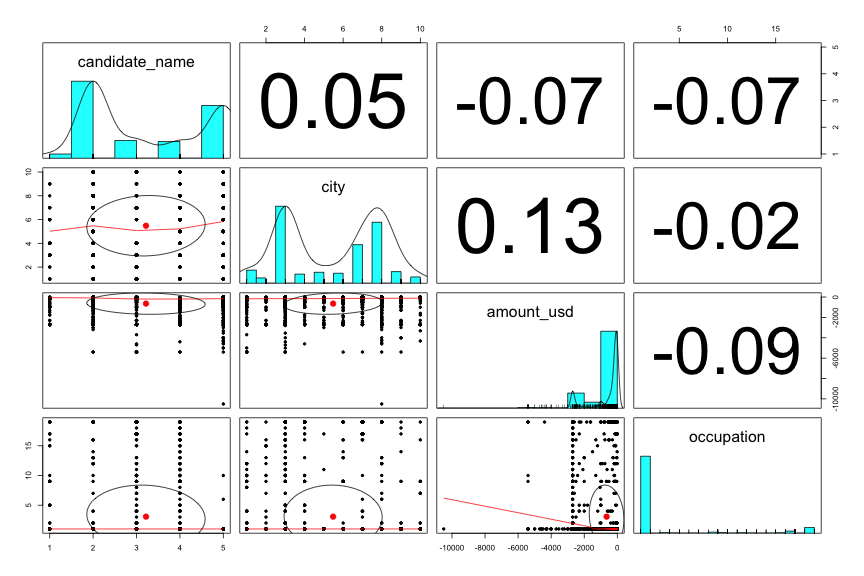 2 4 6 8 10
5 10 15
candidate_name
0.05
-0.07
-0.07
1 2 3 4 5
2 4 6 8 10
city
0.13
-0.02
amount_usd
-0.09
-10000 -6000 -2000 0
5 10 15
occupation
1 2 3 4 5
-10000 -8000 -6000 -4000 -2000 0